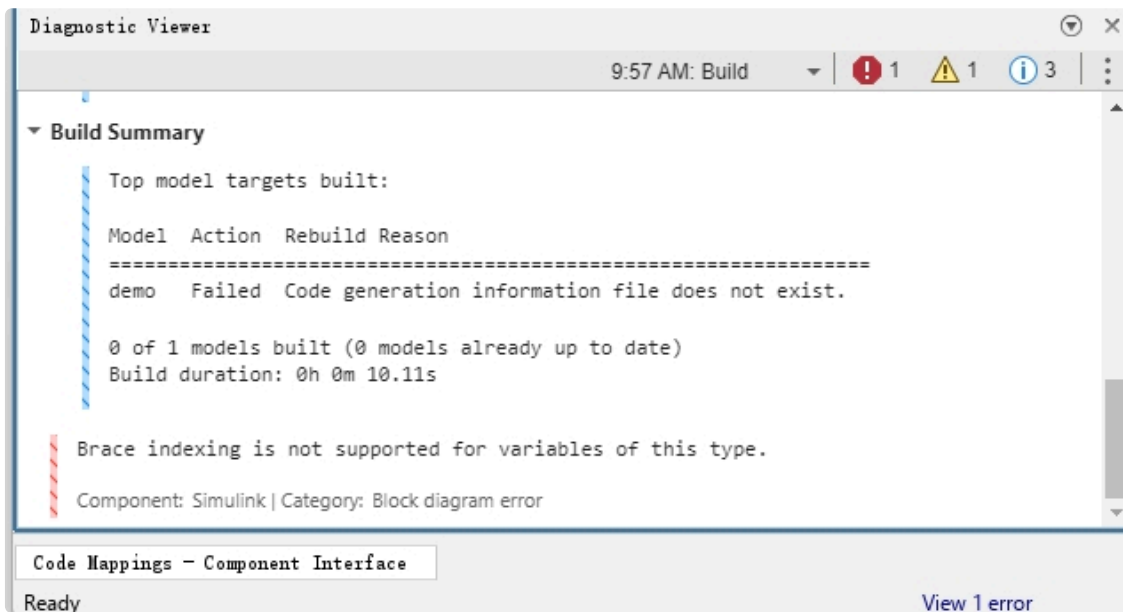 Diagnostic Viewer
9:57 AM: Build 1 1 3
Build Summary
Top model targets built:
Model Action Rebuild Reason
=================================================================
demo Failed Code generation information file does not exist.
0 of 1 models built (0 models already up to date)
Build duration: 0h 0m 10.11s
Brace indexing is not supported for variables of this type.
Component: Simulink | Category: Block diagram error
Code Mappings - Component Interface
Ready View 1 error